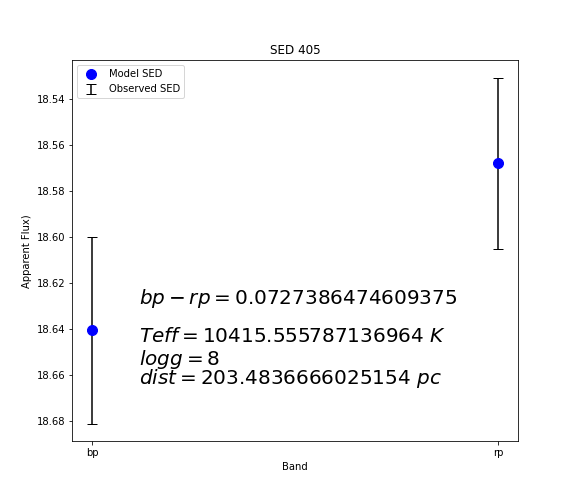 SED 405
Model SED
Observed SED
18.54
18.56
18.58
18.60
18.62
18.64
18.66
18.68
Apparent Flux)
bp − rp = 0.0727386474609375
Teff = 10415.555787136964 K
logg = 8
dist = 203.4836666025154 pc
bp
rp
Band